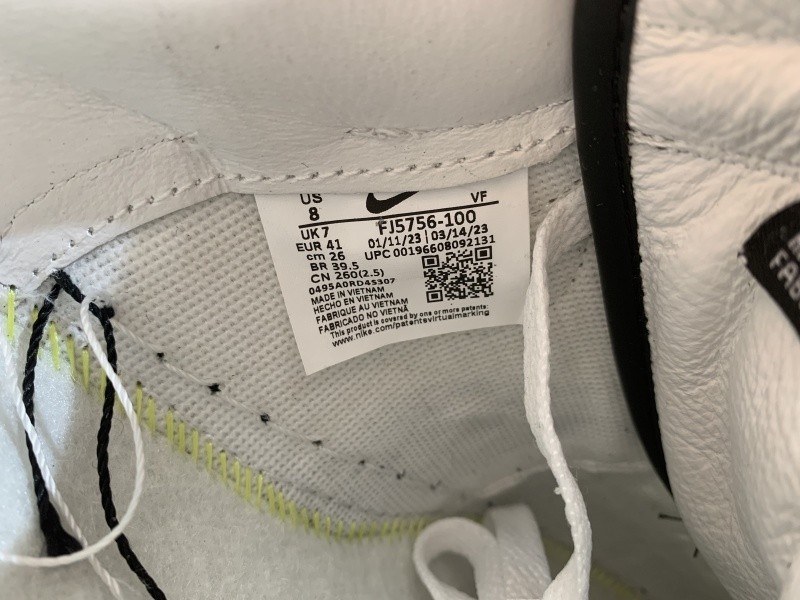 US
8
VF
FJ5756-100
UK 7
01/11/23 | 03/14/23
EUR 41
UPC 00196608092131
cm 26
BR 39.5
CN 260(2.5)
0495A0RD4S307
MADE IN VIETNAM
HECHO EN VIETNAM
FABRIQUE AU VIETNAM
FABRICADO NO VIETNÃ
This product is covered by one or more patents:
www.nike.com/patentsvirtualmarking